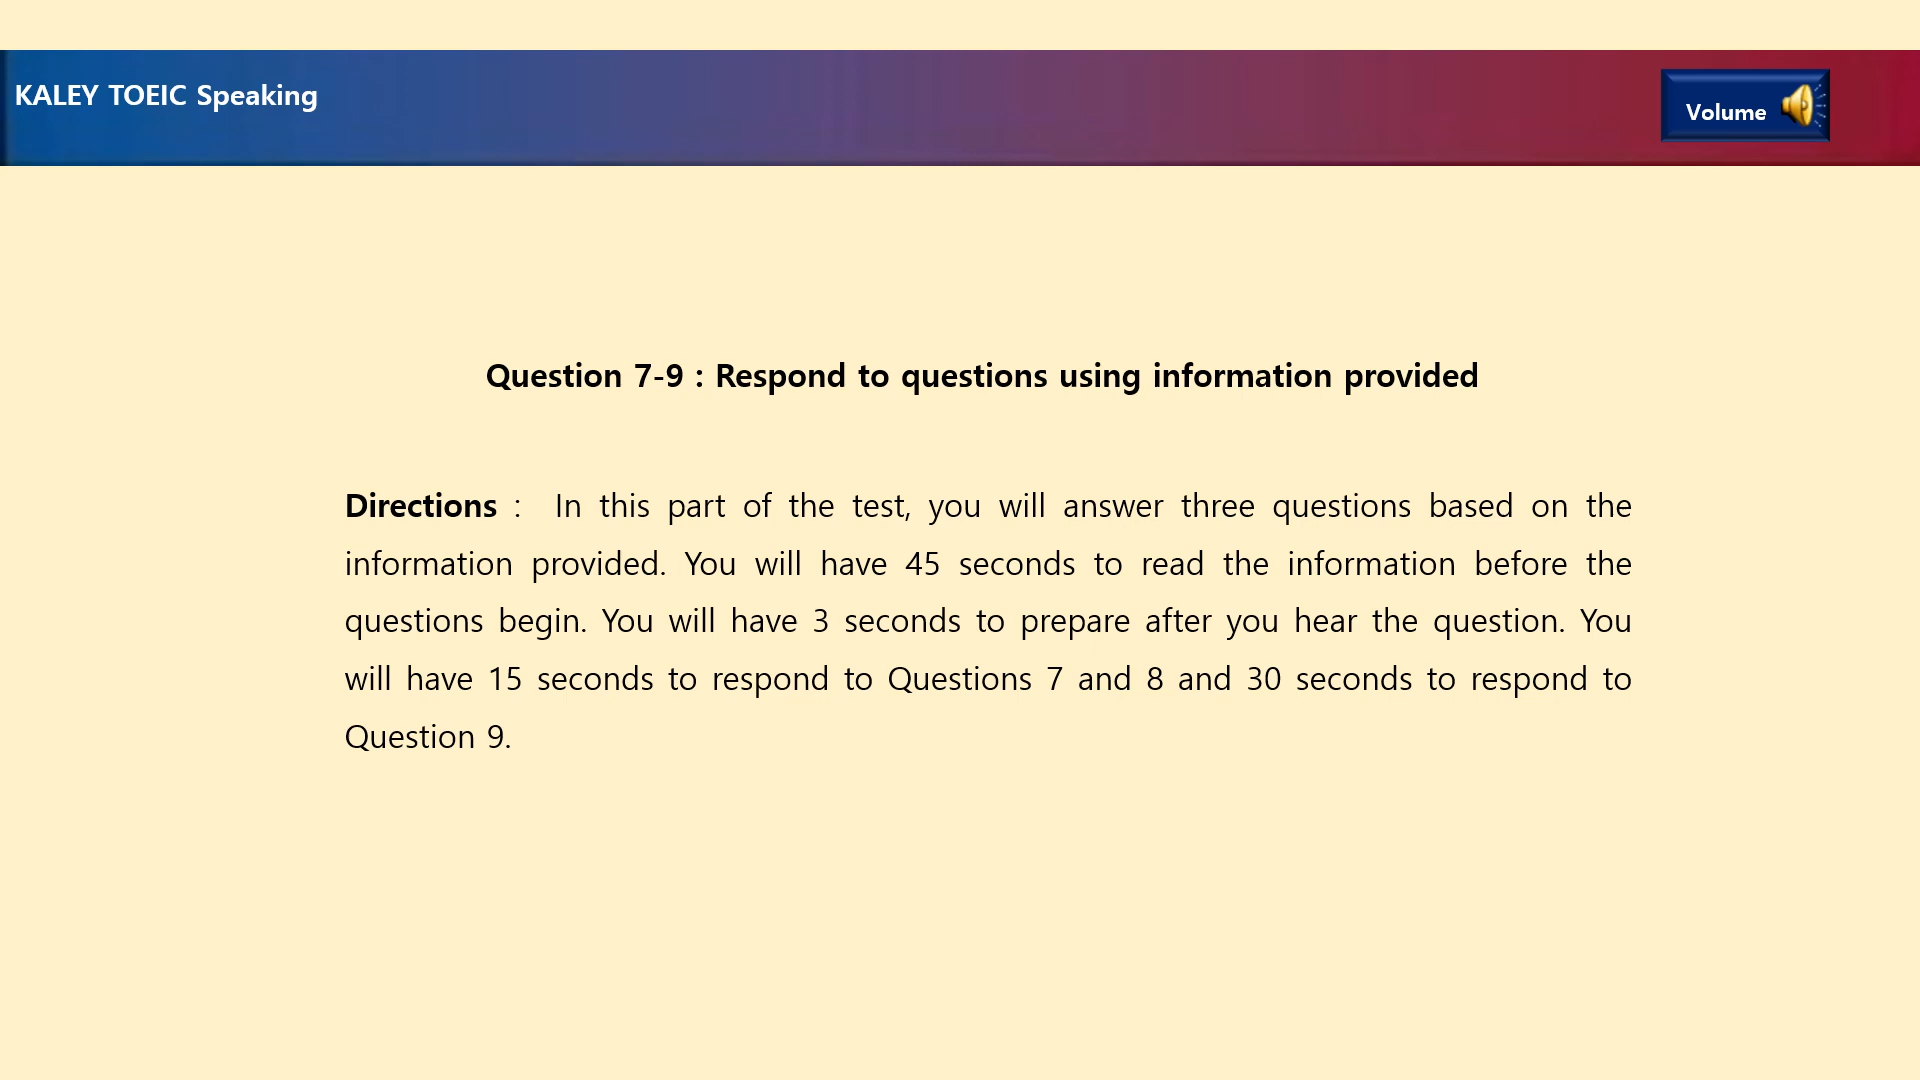 KALEY TOEIC Speaking
Volume
Question 7-9 : Respond to questions using information provided
Directions : In this part of the test, you will answer three questions based on the
information provided. You will have 45 seconds to read the information before the
questions begin. You will have 3 seconds to prepare after you hear the question. You
will have 15 seconds to respond to Questions 7 and 8 and 30 seconds to respond to
Question 9.